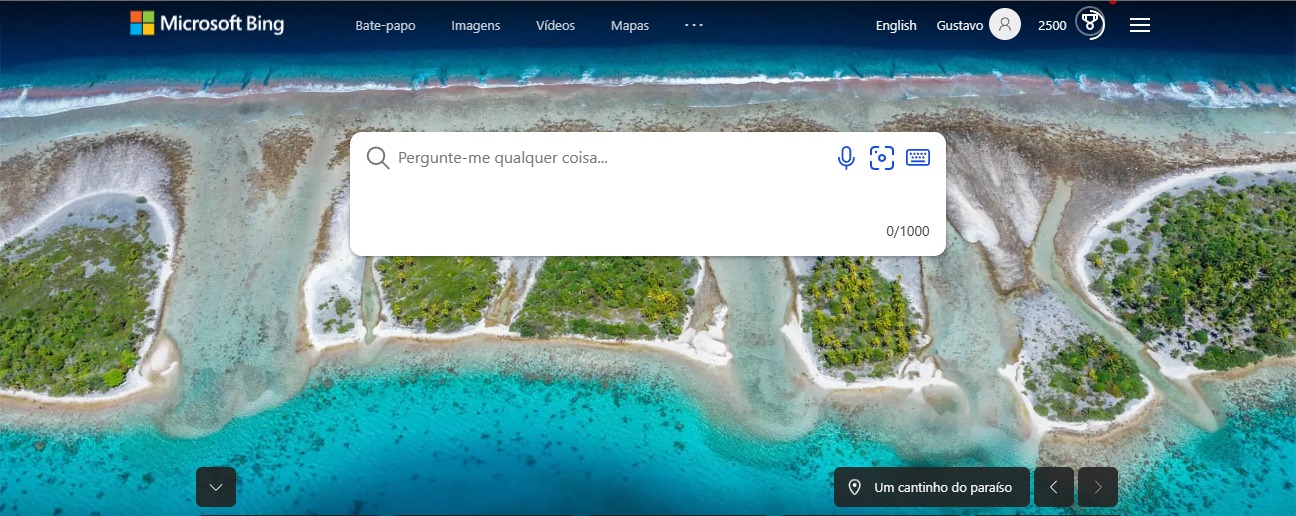 Microsoft Bing
Bate-papo Imagens Vídeos Mapas ...
English Gustavo 2500
Pergunte-me qualquer coisa...
0/1000
Um cantinho do paraíso